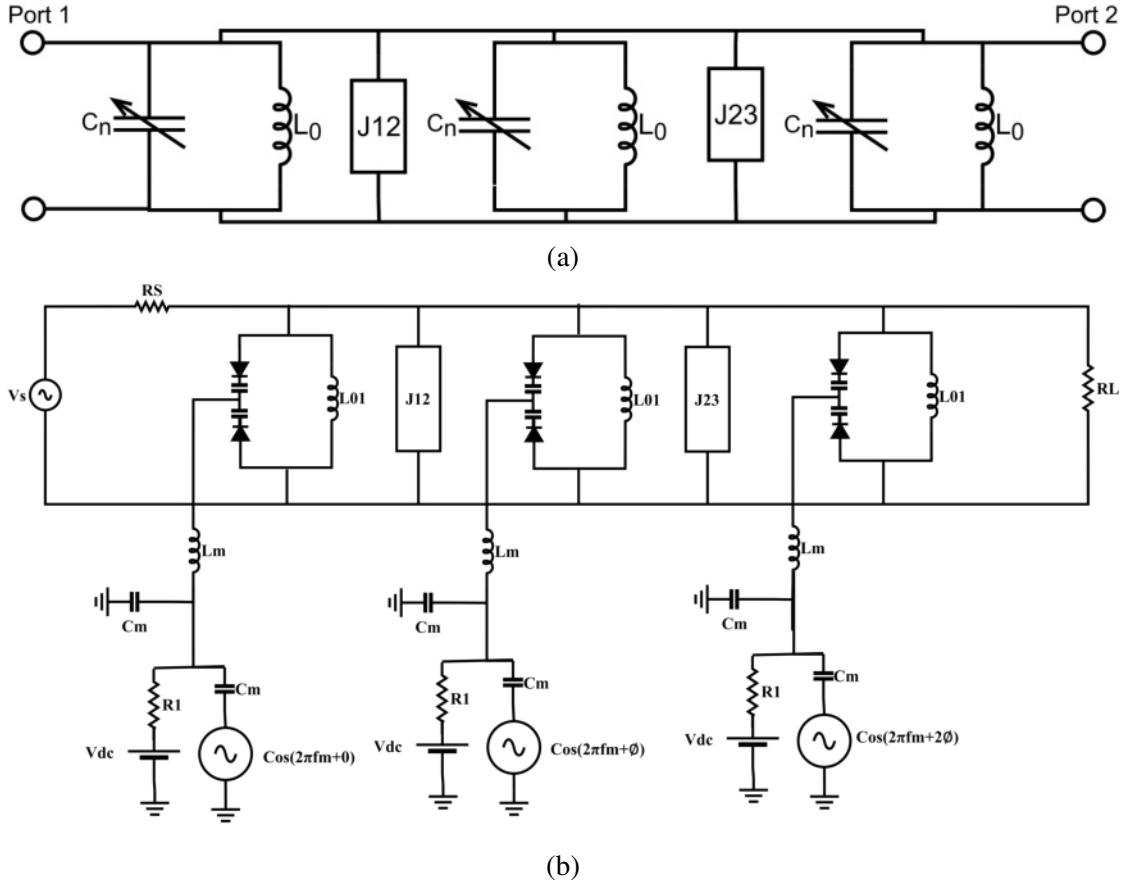 Port 1
Port 2
Cn
L0
J12
Cn
L0
J23
Cn
L0
(a)
RS
Vs
L01
J12
L01
J23
L01
RL
Lm
Lm
Lm
Cm
Cm
Cm
R1
Cm
R1
Cm
R1
Cm
Vdc
Cos(2πfm+0)
Vdc
Cos(2πfm+Ø)
Vdc
Cos(2πfm+2Ø)
(b)